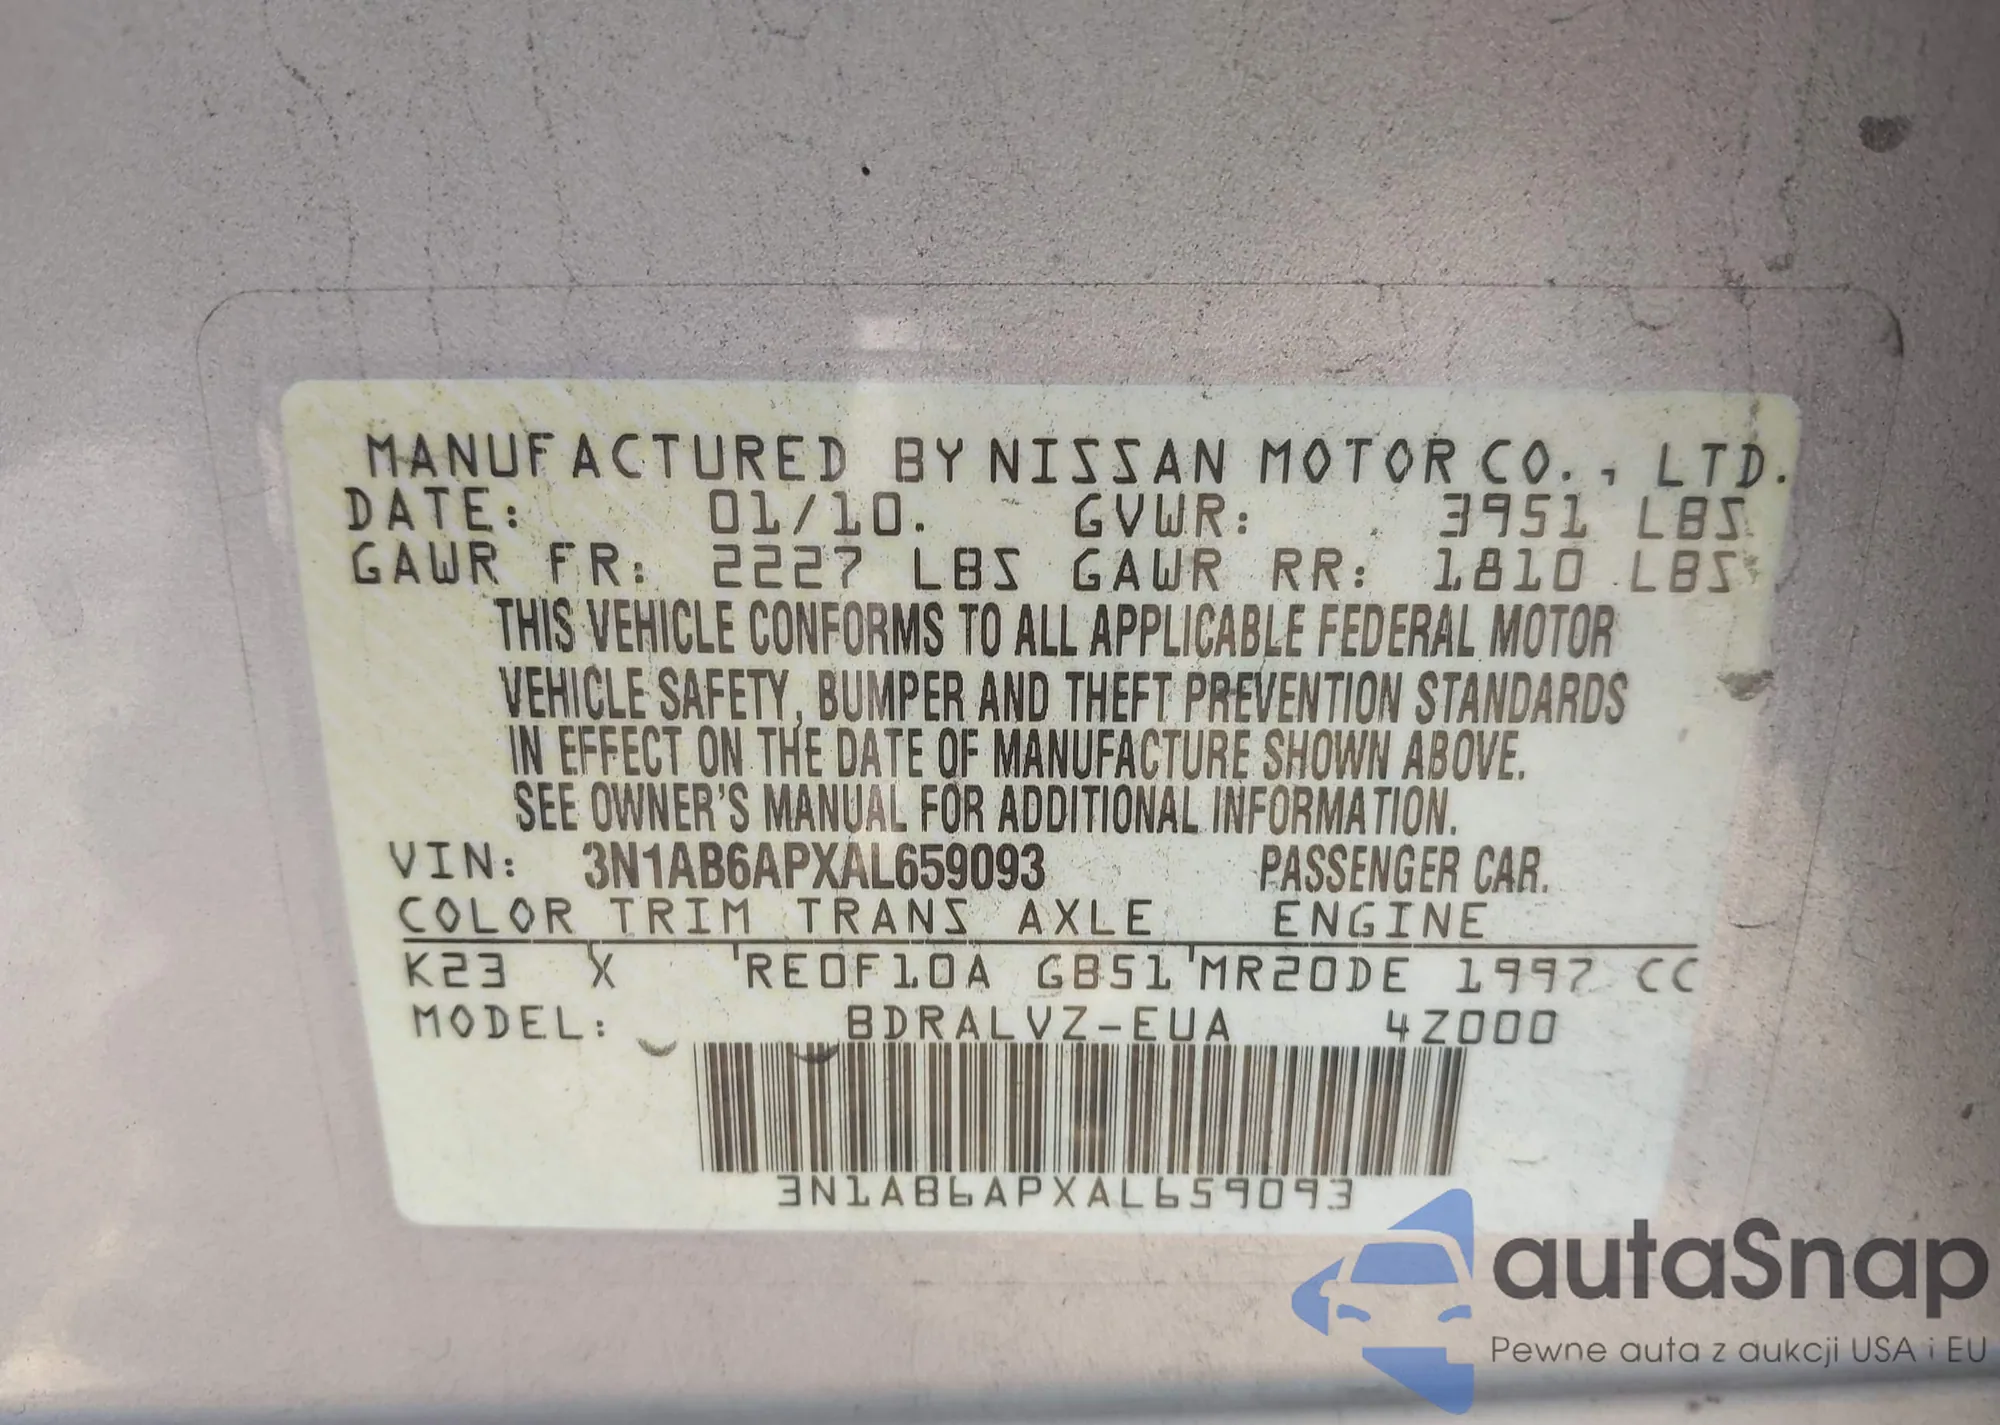 MANUFACTURED BY NISSAN MOTOR CO., LTD.
DATE: 01/10. GVWR: 3951 LBS
GAWR FR: 2227 LBS GAWR RR: 1810 LBS
THIS VEHICLE CONFORMS TO ALL APPLICABLE FEDERAL MOTOR
VEHICLE SAFETY, BUMPER AND THEFT PREVENTION STANDARDS
IN EFFECT ON THE DATE OF MANUFACTURE SHOWN ABOVE.
SEE OWNER'S MANUAL FOR ADDITIONAL INFORMATION.
VIN: 3N1AB6APXAL659093 PASSENGER CAR.
COLOR TRIM TRANS AXLE ENGINE
K23 X RE0F10A GB51 MR20DE 1997 CC
MODEL: BDRALVZ-EUA 4Z000
3N1AB6APXAL659093
autaSnap
Pewne auta z aukcji USA i EU